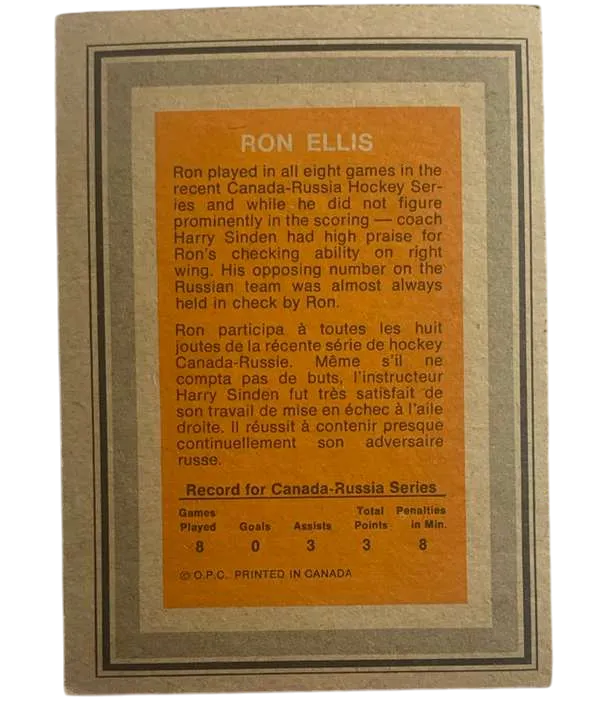 RON ELLIS
Ron played in all eight games in the
recent Canada-Russia Hockey Ser-
ies and while he did not figure
prominently in the scoring — coach
Harry Sinden had high praise for
Ron's checking ability on right
wing. His opposing number on the
Russian team was almost always
held in check by Ron.
Ron participa à toutes les huit
joutes de la récente série de hockey
Canada-Russie. Même s'il ne
compta pas de buts, l'instructeur
Harry Sinden fut très satisfait de
son travail de mise en échec à l'aile
droite. Il réussit à contenir presque
continuellement son adversaire
russe.
Record for Canada-Russia Series
Games Total Penalties
Played Goals Assists Points in Min.
8 0 3 3 8
© O.P.C. PRINTED IN CANADA